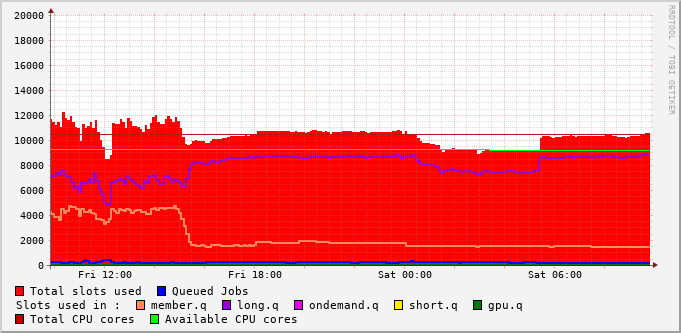 20000
18000
16000
14000
12000
10000
8000
6000
4000
2000
0
Fri 12:00 Fri 18:00 Sat 00:00 Sat 06:00
Total slots used Queued Jobs
Slots used in : member.q long.q ondemand.q short.q gpu.q
Total CPU cores Available CPU cores
RRDTOOL / TOBI OETIKER